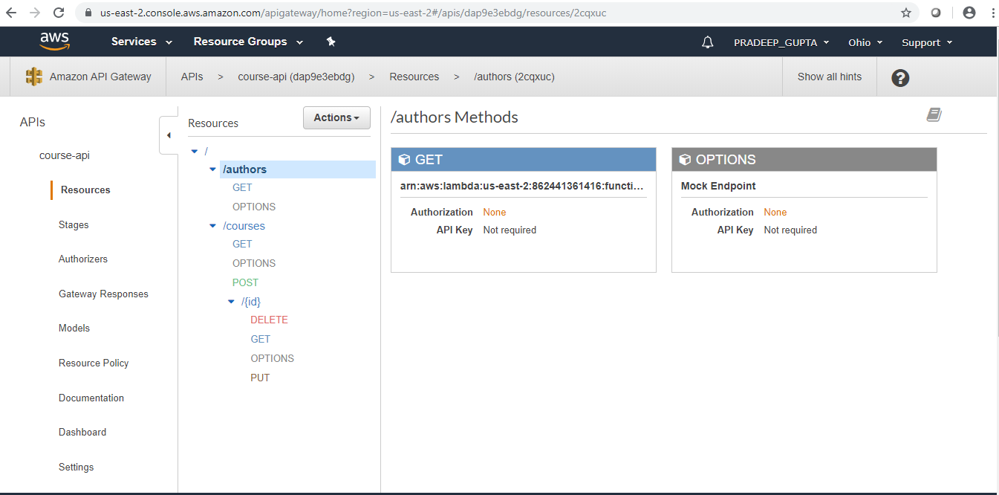 us-east-2.console.aws.amazon.com/apigateway/home?region=us-east-2#/apis/dap9e3ebdg/resources/2cqxuc
aws Services Resource Groups PRADEEP_GUPTA Ohio Support
Amazon API Gateway APIs > course-api (dap9e3ebdg) > Resources > /authors (2cqxuc) Show all hints ?
APIs
course-api
Resources
Stages
Authorizers
Gateway Responses
Models
Resource Policy
Documentation
Dashboard
Settings
Resources Actions
/
/authors
GET
OPTIONS
/courses
GET
OPTIONS
POST
/{id}
DELETE
GET
OPTIONS
PUT
/authors Methods
GET
arn:aws:lambda:us-east-2:862441361416:functi...
Authorization None
API Key Not required
OPTIONS
Mock Endpoint
Authorization None
API Key Not required